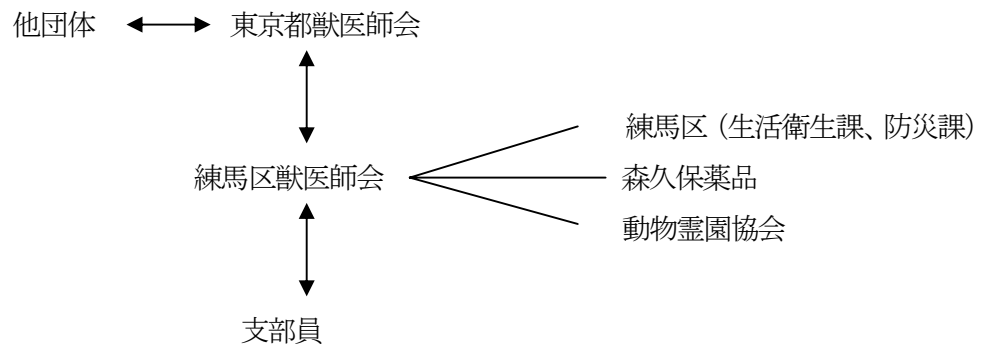 他団体
東京都獣医師会
練馬区（生活衛生課、防災課）
練馬区獣医師会
森久保薬品
動物霊園協会
支部員